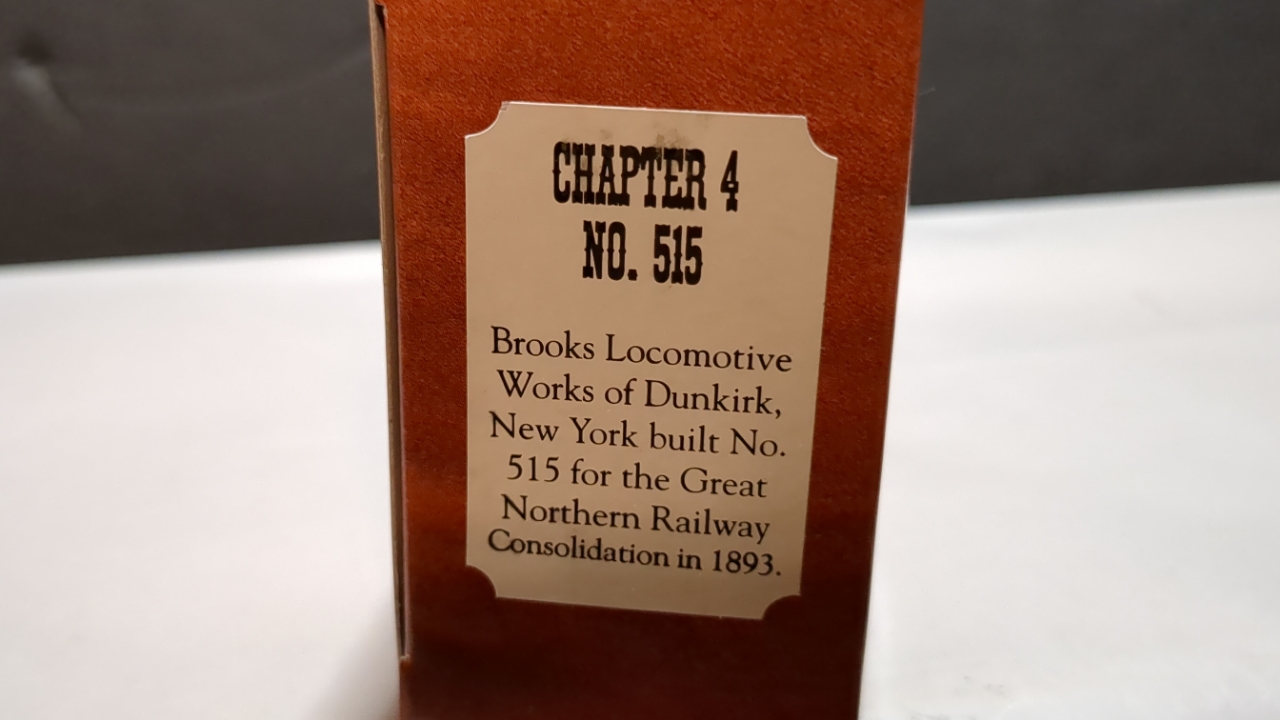 CHAPTER 4
NO. 515
Brooks Locomotive
Works of Dunkirk,
New York built No.
515 for the Great
Northern Railway
Consolidation in 1893.